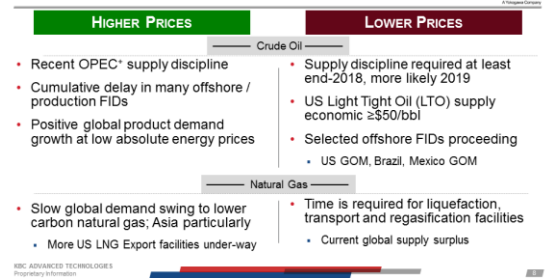 A Yokogawa Company
HIGHER PRICES
LOWER PRICES
Crude Oil
• Recent OPEC+ supply discipline
• Cumulative delay in many offshore /
production FIDs
• Positive global product demand
growth at low absolute energy prices
• Supply discipline required at least
end-2018, more likely 2019
• US Light Tight Oil (LTO) supply
economic ≥$50/bbl
• Selected offshore FIDs proceeding
• US GOM, Brazil, Mexico GOM
Natural Gas
• Slow global demand swing to lower
carbon natural gas; Asia particularly
• More US LNG Export facilities under-way
• Time is required for liquefaction,
transport and regasification facilities
• Current global supply surplus
KBC ADVANCED TECHNOLOGIES
Proprietary Information